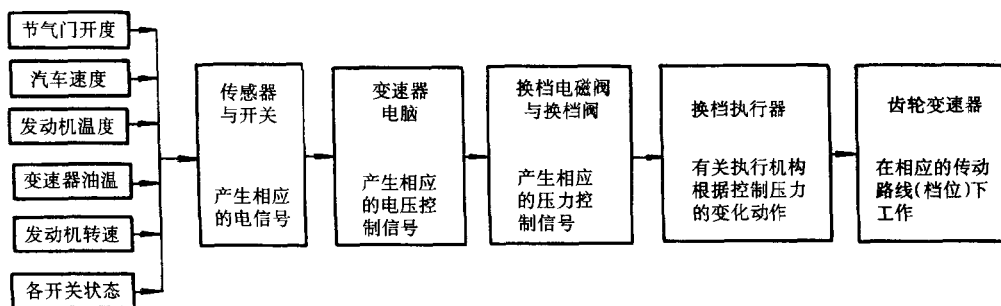 节气门开度
汽车速度
发动机温度
变速器油温
发动机转速
各开关状态
传感器
与开关
产生相应
的电信号
变速器
电脑
产生相应
的电压控
制信号
换档电磁阀
与换档阀
产生相应
的压力控
制信号
换档执行器
有关执行机构
根据控制压力
的变化动作
齿轮变速器
在相应的传动
路线(档位)下
工作